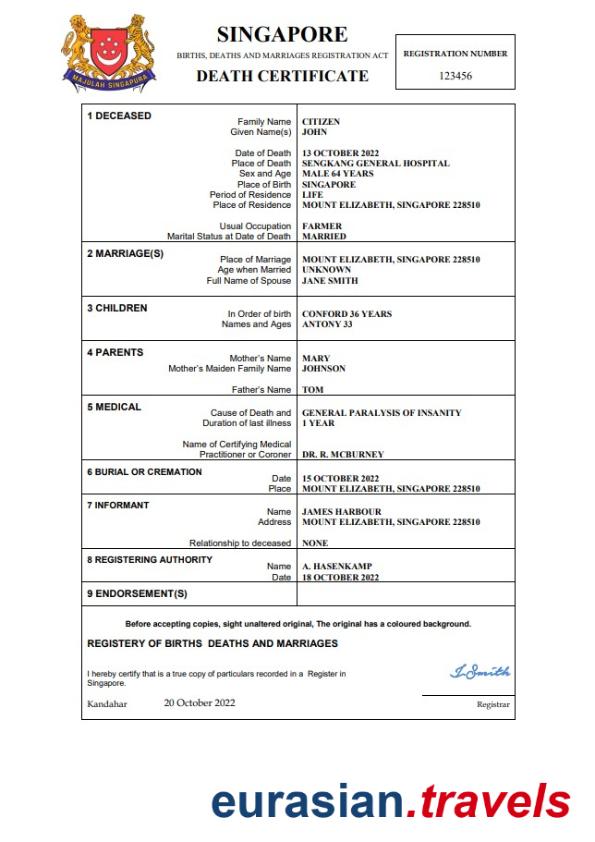 SINGAPORE
BIRTHS, DEATHS AND MARRIAGES REGISTRATION ACT
DEATH CERTIFICATE
REGISTRATION NUMBER
123456
MAJULAH SINGAPURA
1 DECEASED
Family Name CITIZEN
Given Name(s) JOHN
Date of Death 13 OCTOBER 2022
Place of Death SENGKANG GENERAL HOSPITAL
Sex and Age MALE 64 YEARS
Place of Birth SINGAPORE
Period of Residence LIFE
Place of Residence MOUNT ELIZABETH, SINGAPORE 228510
Usual Occupation FARMER
Marital Status at Date of Death MARRIED
2 MARRIAGE(S)
Place of Marriage MOUNT ELIZABETH, SINGAPORE 228510
Age when Married UNKNOWN
Full Name of Spouse JANE SMITH
3 CHILDREN
In Order of birth CONFORD 36 YEARS
Names and Ages ANTONY 33
4 PARENTS
Mother's Name MARY
Mother's Maiden Family Name JOHNSON
Father's Name TOM
5 MEDICAL
Cause of Death and GENERAL PARALYSIS OF INSANITY
Duration of last illness 1 YEAR
Name of Certifying Medical
Practitioner or Coroner DR. R. MCBURNEY
6 BURIAL OR CREMATION
Date 15 OCTOBER 2022
Place MOUNT ELIZABETH, SINGAPORE 228510
7 INFORMANT
Name JAMES HARBOUR
Address MOUNT ELIZABETH, SINGAPORE 228510
Relationship to deceased NONE
8 REGISTERING AUTHORITY
Name A. HASENKAMP
Date 18 OCTOBER 2022
9 ENDORSEMENT(S)
Before accepting copies, sight unaltered original, The original has a coloured background.
REGISTERY OF BIRTHS DEATHS AND MARRIAGES
I hereby certify that is a true copy of particulars recorded in a Register in
Singapore.
J. Smith
Kandahar 20 October 2022
Registrar
eurasian.travels